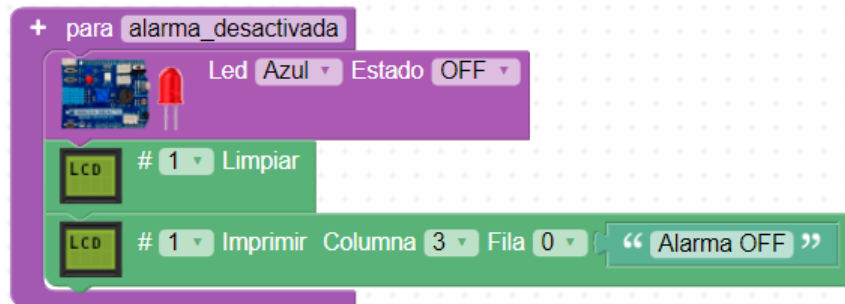 + para alarma_desactivada
Led Azul Estado OFF
LCD # 1 Limpiar
LCD # 1 Imprimir Columna 3 Fila 0 “ Alarma OFF ”